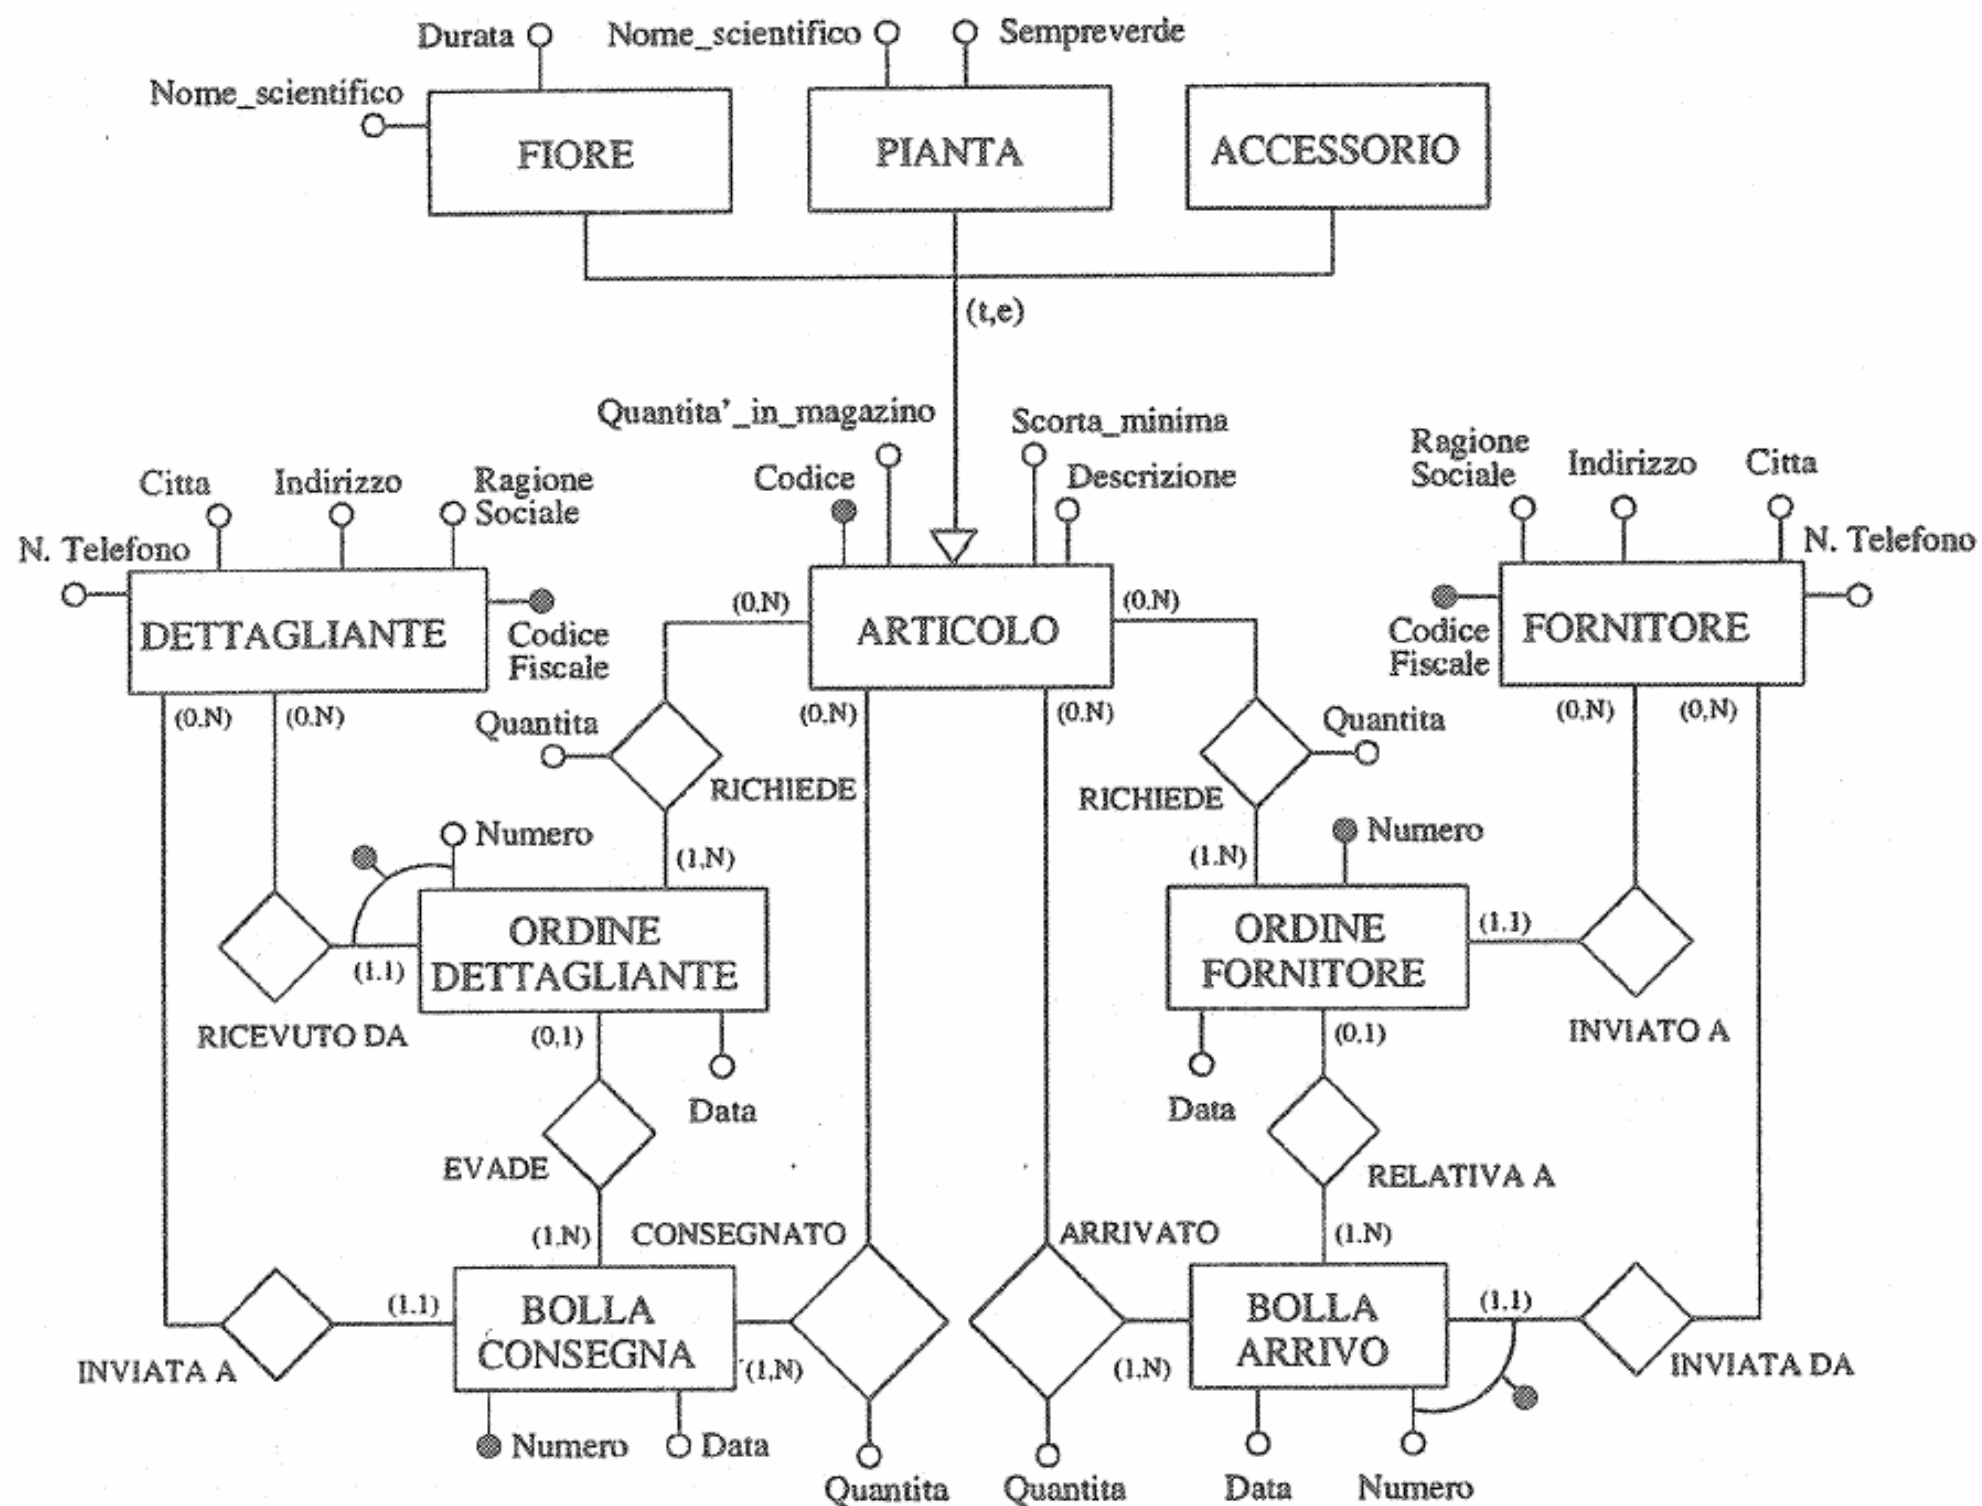 Durata
Nome_scientifico
Sempreverde
Nome_scientifico
FIORE
PIANTA
ACCESSORIO
(t,e)
Quantita'_in_magazino
Scorta_minima
Codice
Descrizione
Citta
Indirizzo
Ragione
Sociale
N. Telefono
Ragione
Sociale
Indirizzo
Citta
N. Telefono
DETTAGLIANTE
Codice
Fiscale
(0,N)
ARTICOLO
(0.N)
Codice
Fiscale
FORNITORE
(0.N)
(0.N)
Quantita
(0.N)
(0.N)
Quantita
(0,N)
(0,N)
RICHIEDE
RICHIEDE
Numero
(1,N)
(1.N)
Numero
ORDINE
DETTAGLIANTE
(1.1)
ORDINE
FORNITORE
(1.1)
RICEVUTO DA
(0,1)
(0,1)
INVIATO A
Data
Data
EVADE
RELATIVA A
(1.N)
CONSEGNATO
ARRIVATO
(1.N)
(1.1)
BOLLA
CONSEGNA
BOLLA
ARRIVO
(1.1)
INVIATA A
(1,N)
(1,N)
INVIATA DA
Numero
Data
Quantita
Quantita
Data
Numero